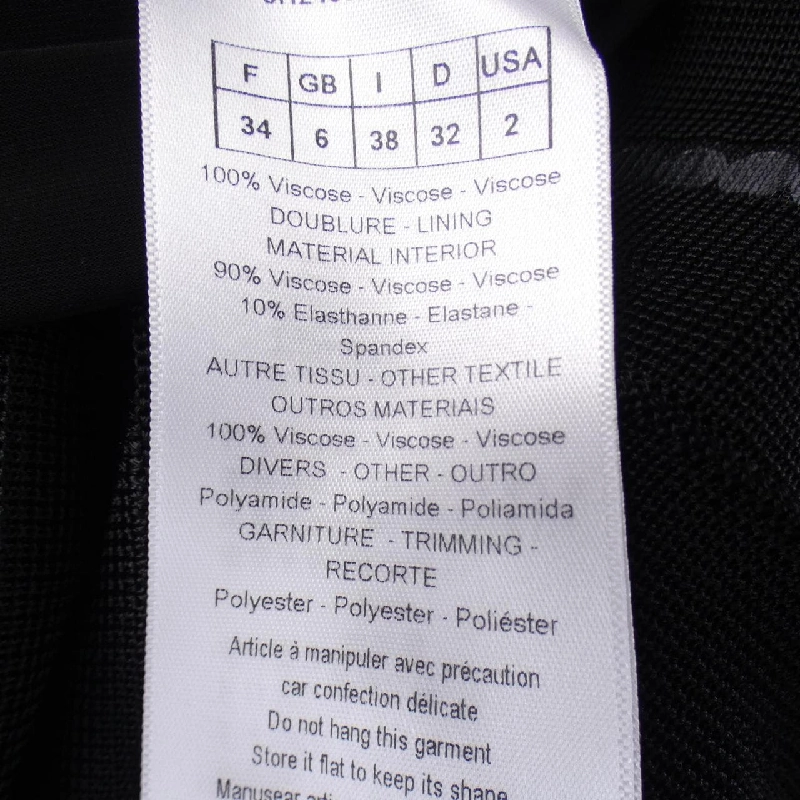 F GB I D USA
34 6 38 32 2
100% Viscose - Viscose - Viscose
DOUBLURE - LINING
MATERIAL INTERIOR
90% Viscose - Viscose - Viscose
10% Elasthanne - Elastane -
Spandex
AUTRE TISSU - OTHER TEXTILE
OUTROS MATERIAIS
100% Viscose - Viscose - Viscose
DIVERS - OTHER - OUTRO
Polyamide - Polyamide - Poliamida
GARNITURE - TRIMMING -
RECORTE
Polyester - Polyester - Poliéster
Article à manipuler avec précaution
car confection délicate
Do not hang this garment
Store it flat to keep its shape
Manusear